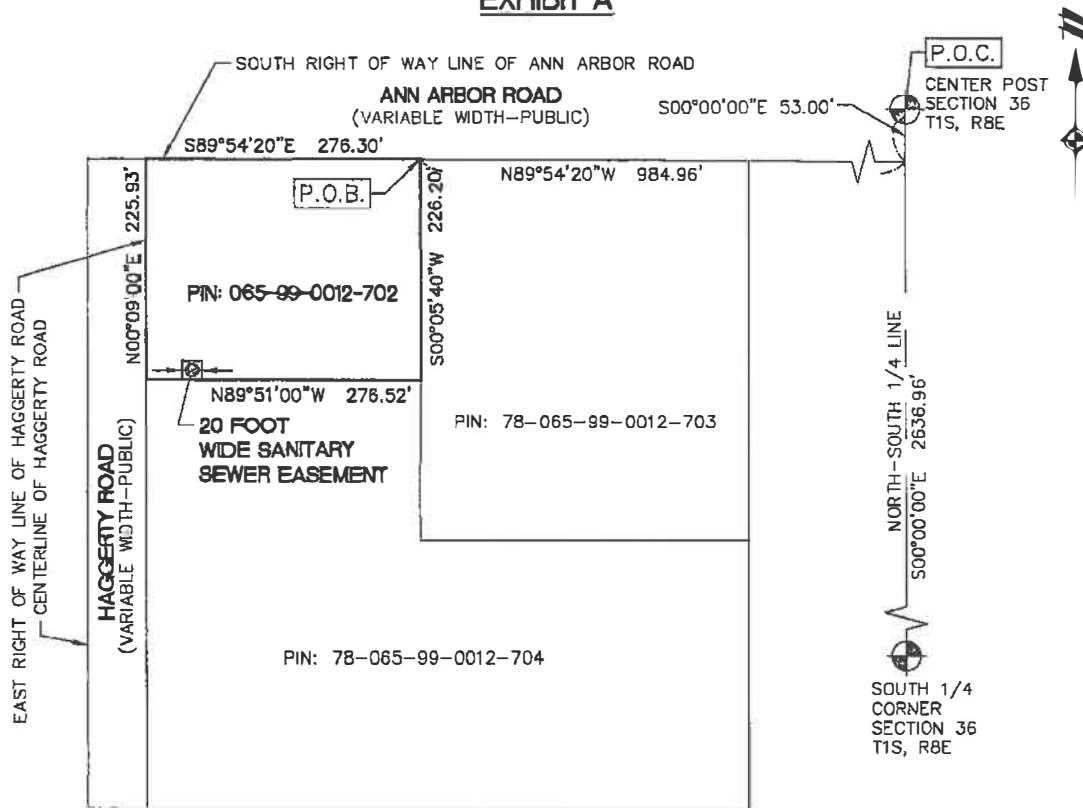 EXHIBIT A
SOUTH RIGHT OF WAY LINE OF ANN ARBOR ROAD
ANN ARBOR ROAD
(VARIABLE WIDTH-PUBLIC)
S00°00'00"E 53.00'
P.O.C.
CENTER POST
SECTION 36
T1S, R8E
S89°54'20"E 276.30'
N89°54'20"W 984.96'
P.O.B.
N00°09'00"E 225.93'
S00°05'40"W 226.20'
PIN: 065-99-0012-702
N89°51'00"W 276.52'
20 FOOT
WIDE SANITARY
SEWER EASEMENT
PIN: 78-065-99-0012-703
EAST RIGHT OF WAY LINE OF HAGGERTY ROAD
CENTERLINE OF HAGGERTY ROAD
HAGGERTY ROAD
(VARIABLE WIDTH-PUBLIC)
NORTH-SOUTH 1/4 LINE
S00°00'00"E 2636.96'
PIN: 78-065-99-0012-704
SOUTH 1/4
CORNER
SECTION 36
T1S, R8E